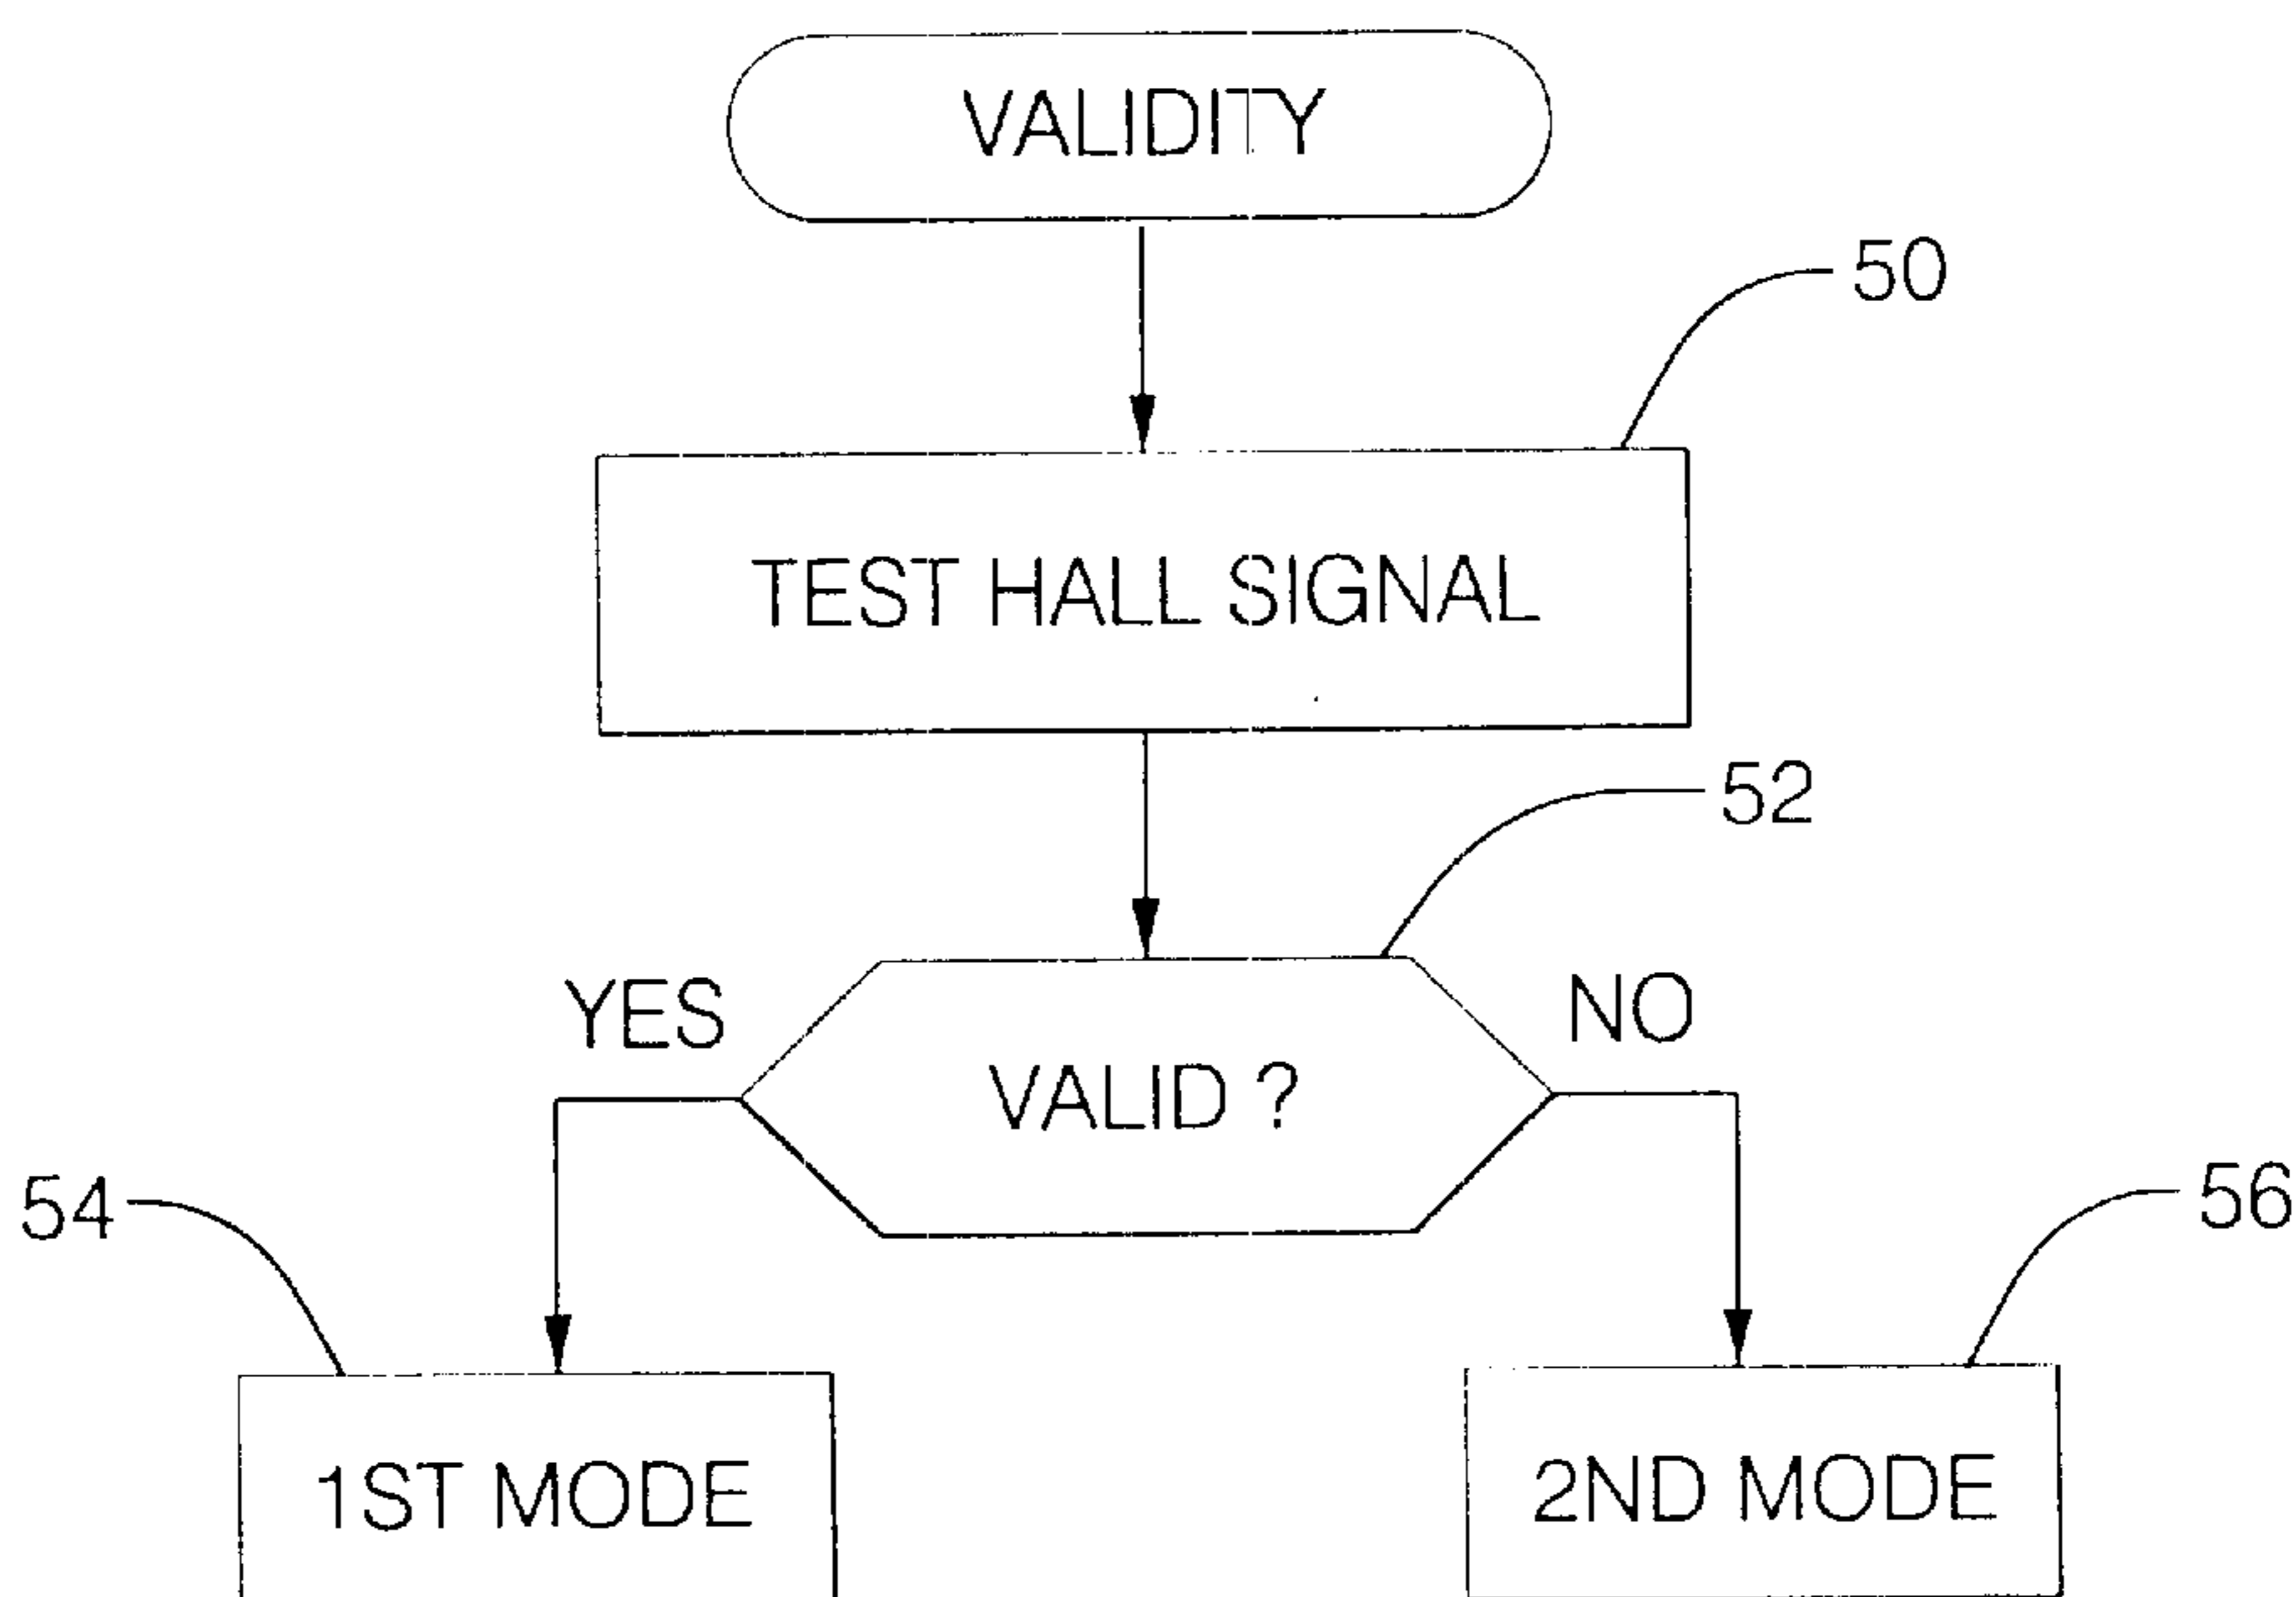 VALIDITY
50
TEST HALL SIGNAL
52
YES
NO
VALID ?
54
56
1ST MODE
2ND MODE